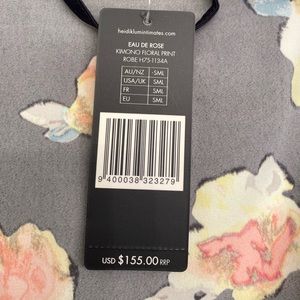 heidiklumintimates.com
EAU DE ROSE
KIMONO FLORAL PRINT
ROBE H75-1134A
AU/NZ -SML
USA/UK SML
FR SML
EU SML
9 400038 323279
USD $155.00 RRP